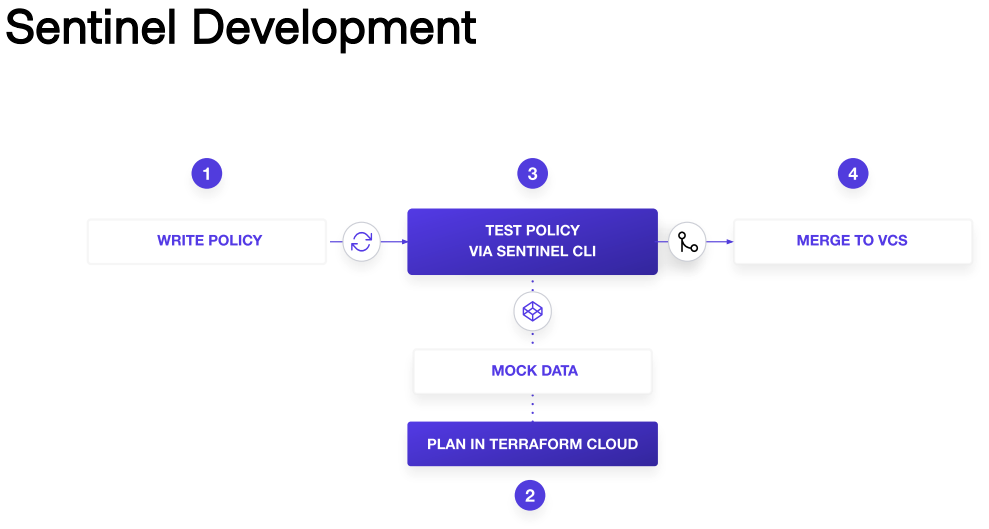 Sentinel Development
1
3
4
WRITE POLICY
TEST POLICY
VIA SENTINEL CLI
MERGE TO VCS
MOCK DATA
PLAN IN TERRAFORM CLOUD
2